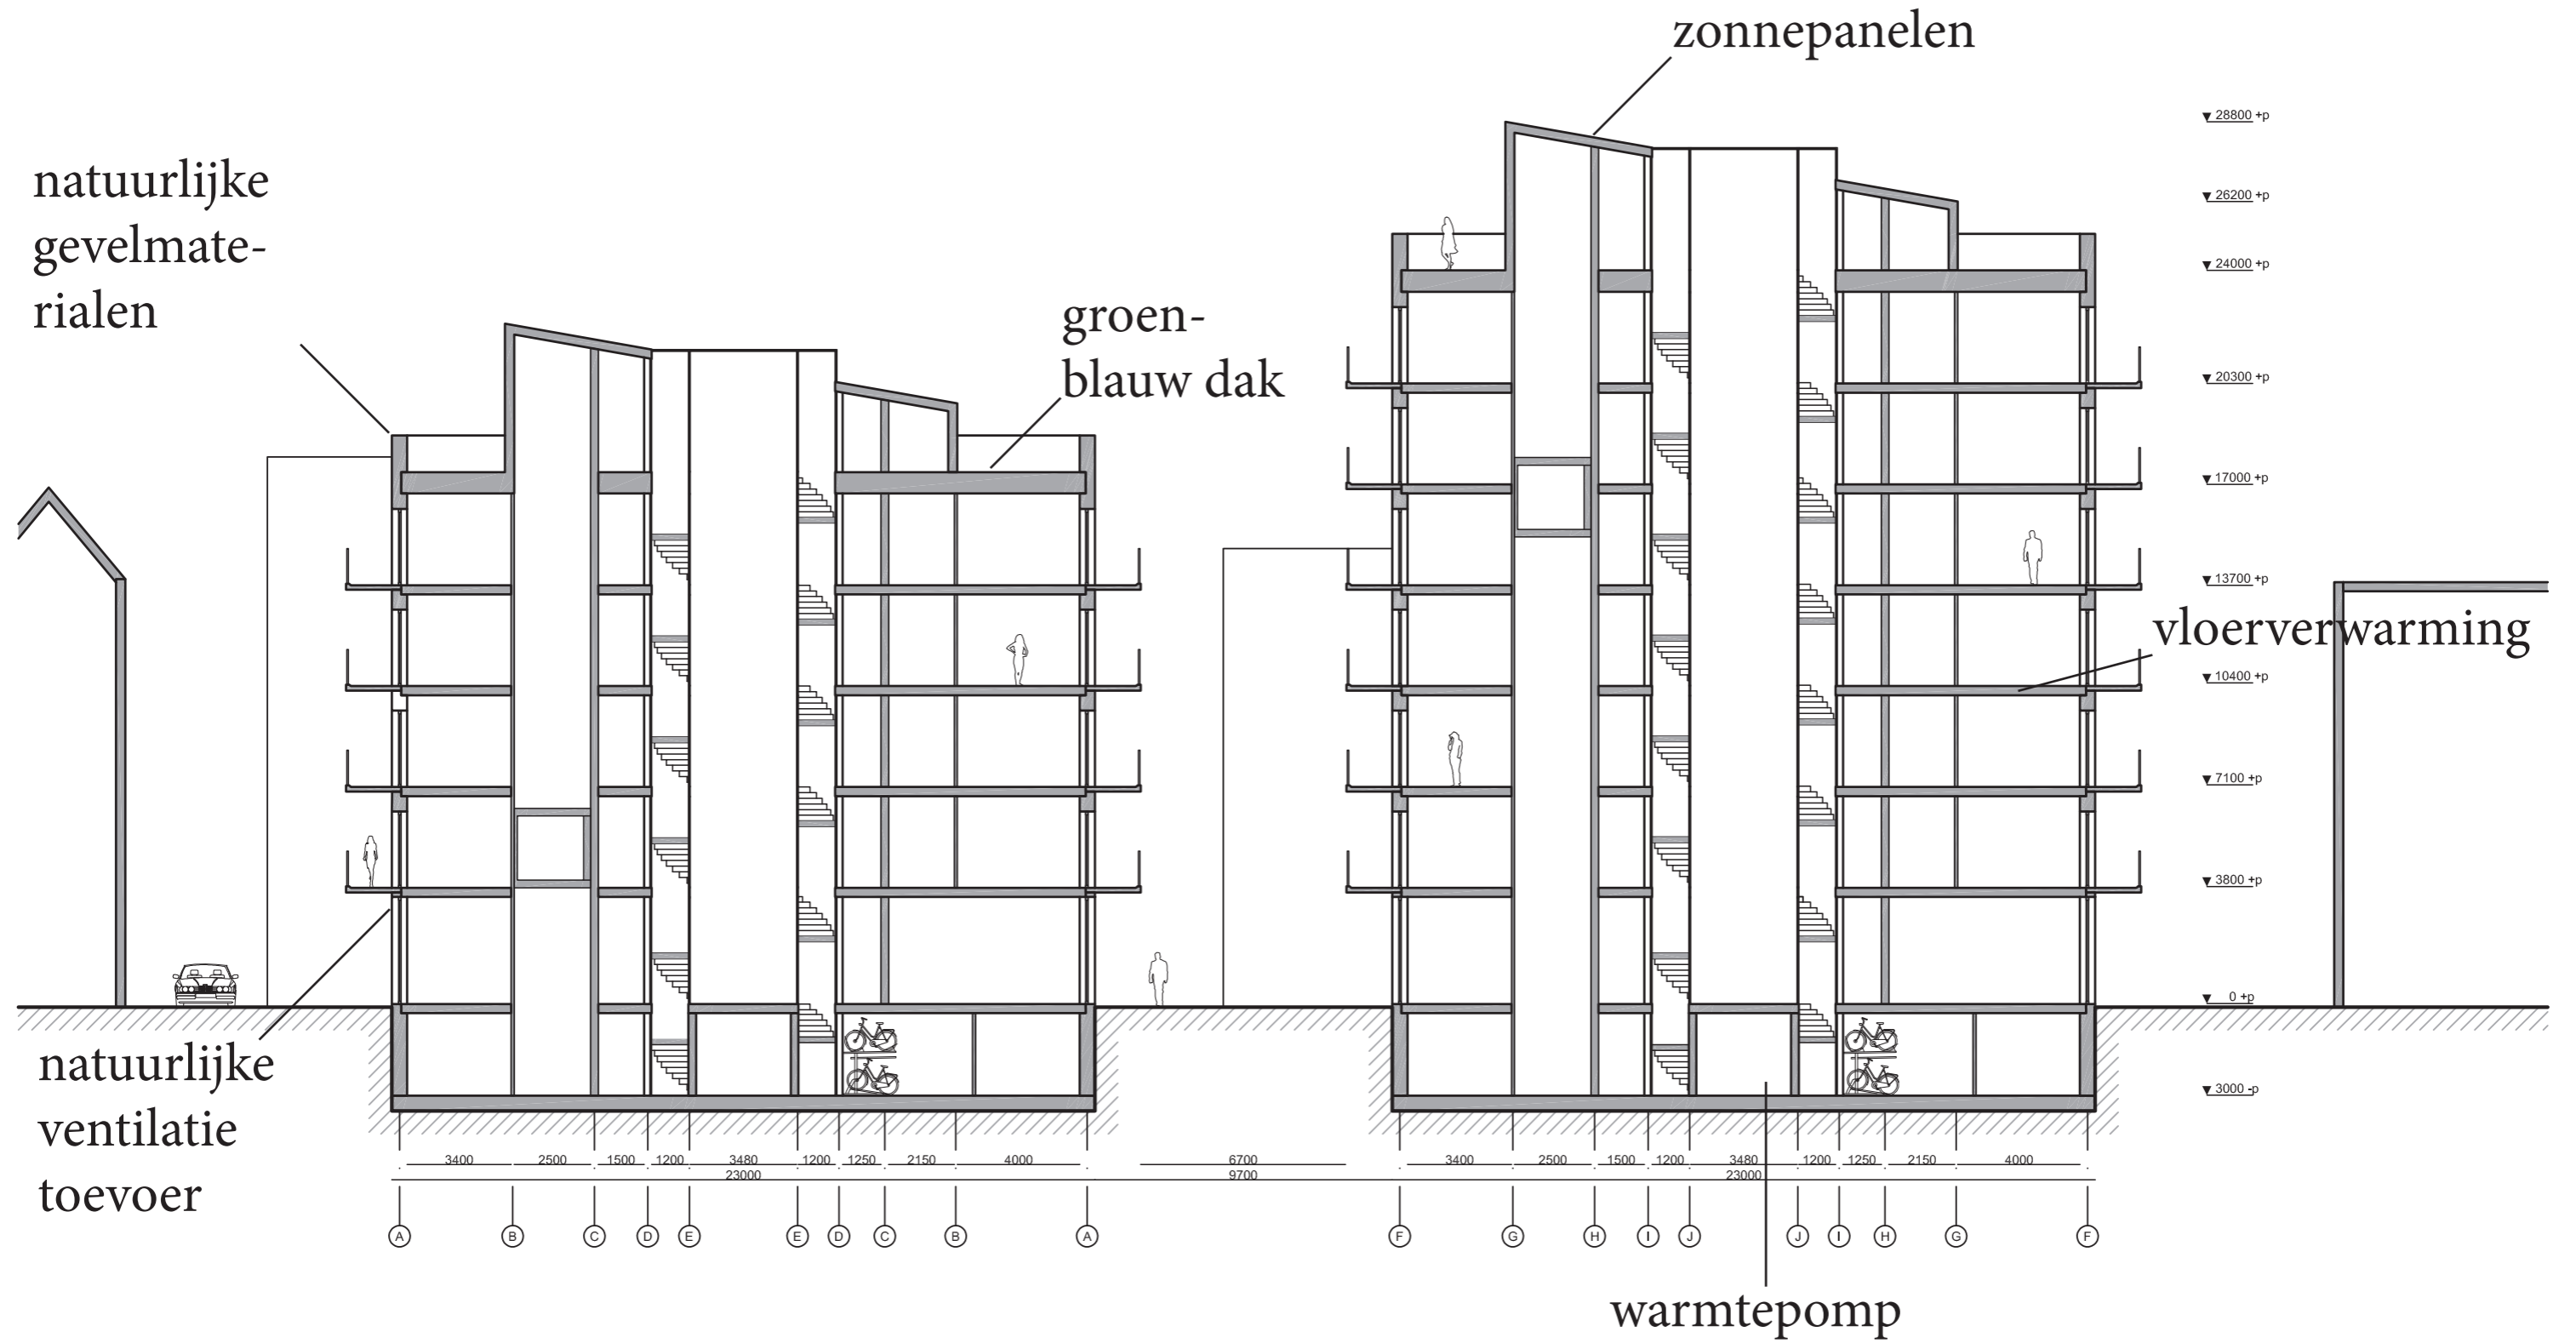 zonnepanelen
natuurlijke
gevelmate-
rialen
groen-
blauw dak
28800 +p
26200 +p
24000 +p
20300 +p
17000 +p
13700 +p
vloerverwarming
10400 +p
7100 +p
3800 +p
0 +p
3000 -p
natuurlijke
ventilatie
toevoer
3400 2500 1500 1200 3480 1200 1250 2150 4000 6700 3400 2500 1500 1200 3480 1200 1250 2150 4000
23000 9700 23000
A B C D E E D C B A F G H I J J I H G F
warmtepomp